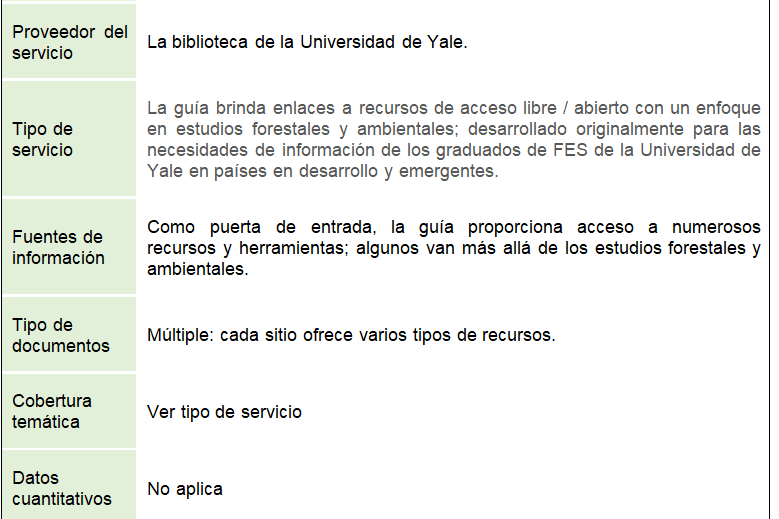 Proveedor del
servicio
La biblioteca de la Universidad de Yale.
Tipo de
servicio
La guía brinda enlaces a recursos de acceso libre / abierto con un enfoque
en estudios forestales y ambientales; desarrollado originalmente para las
necesidades de información de los graduados de FES de la Universidad de
Yale en países en desarrollo y emergentes.
Fuentes de
información
Como puerta de entrada, la guía proporciona acceso a numerosos
recursos y herramientas; algunos van más allá de los estudios forestales y
ambientales.
Tipo de
documentos
Múltiple: cada sitio ofrece varios tipos de recursos.
Cobertura
temática
Ver tipo de servicio
Datos
cuantitativos
No aplica